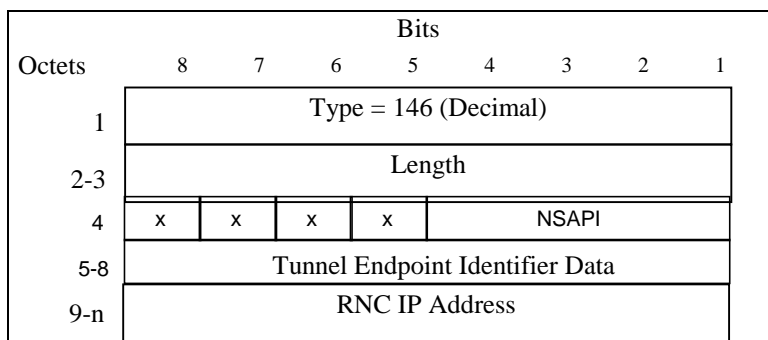 Bits
Octets 8 7 6 5 4 3 2 1
1 Type = 146 (Decimal)
2-3 Length
4 x x x x NSAPI
5-8 Tunnel Endpoint Identifier Data
9-n RNC IP Address